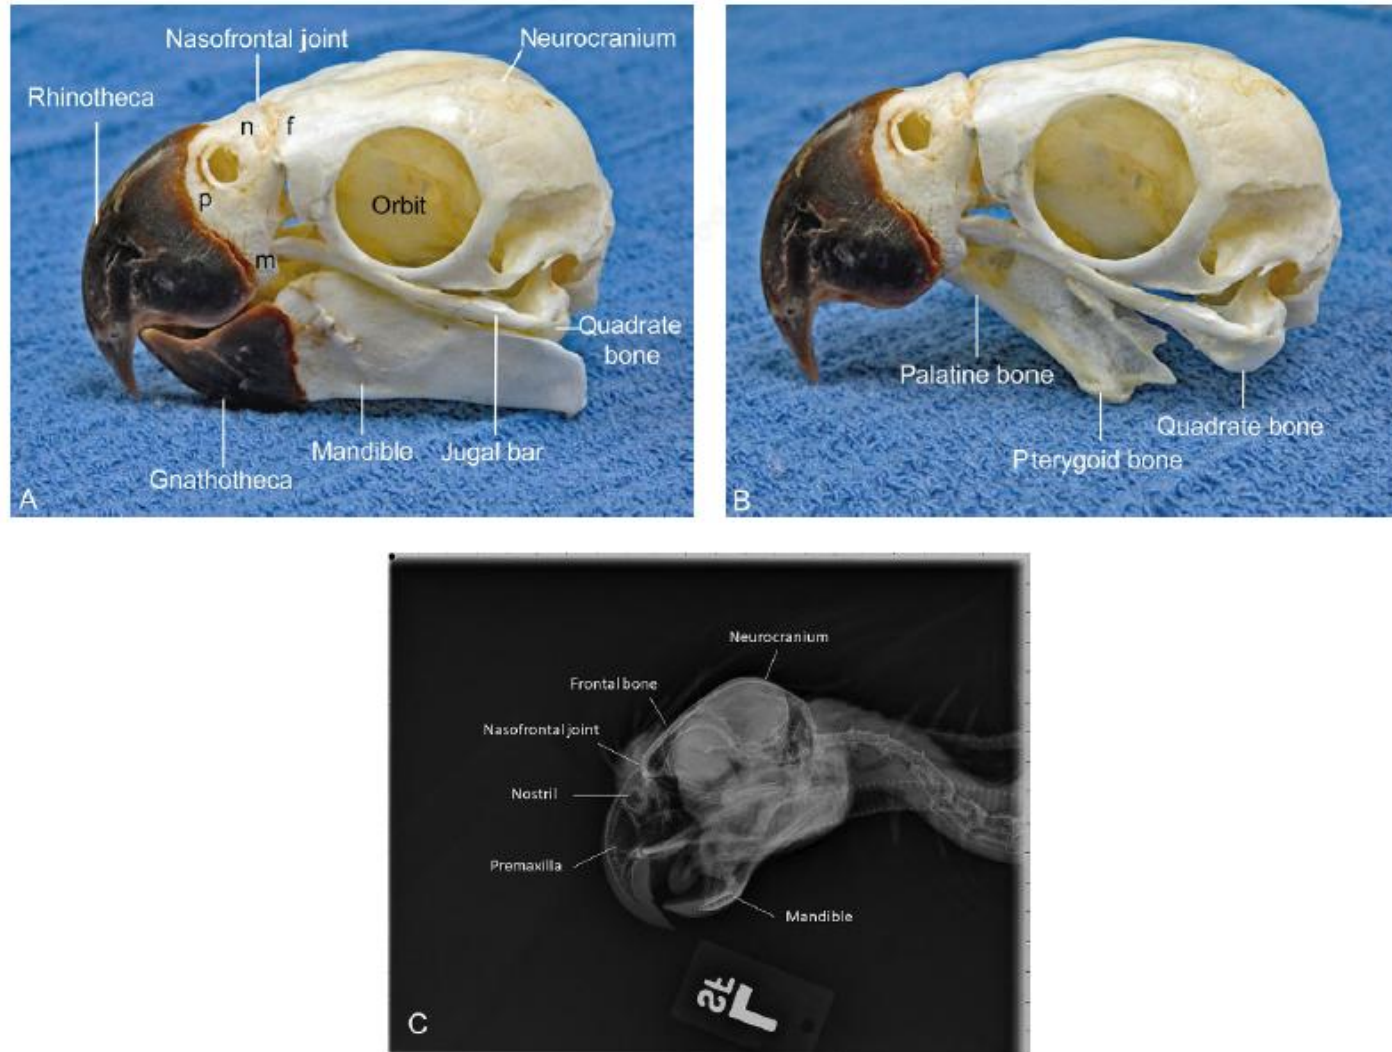 Nasofrontal joint
Neurocranium
Rhinotheca
n
f
p
Orbit
m
Quadrate
bone
Mandible
Jugal bar
Gnathotheca
A
Palatine bone
Quadrate bone
Pterygoid bone
B
Neurocranium
Frontal bone
Nasofrontal joint
Nostril
Premaxilla
Mandible
St
L
C